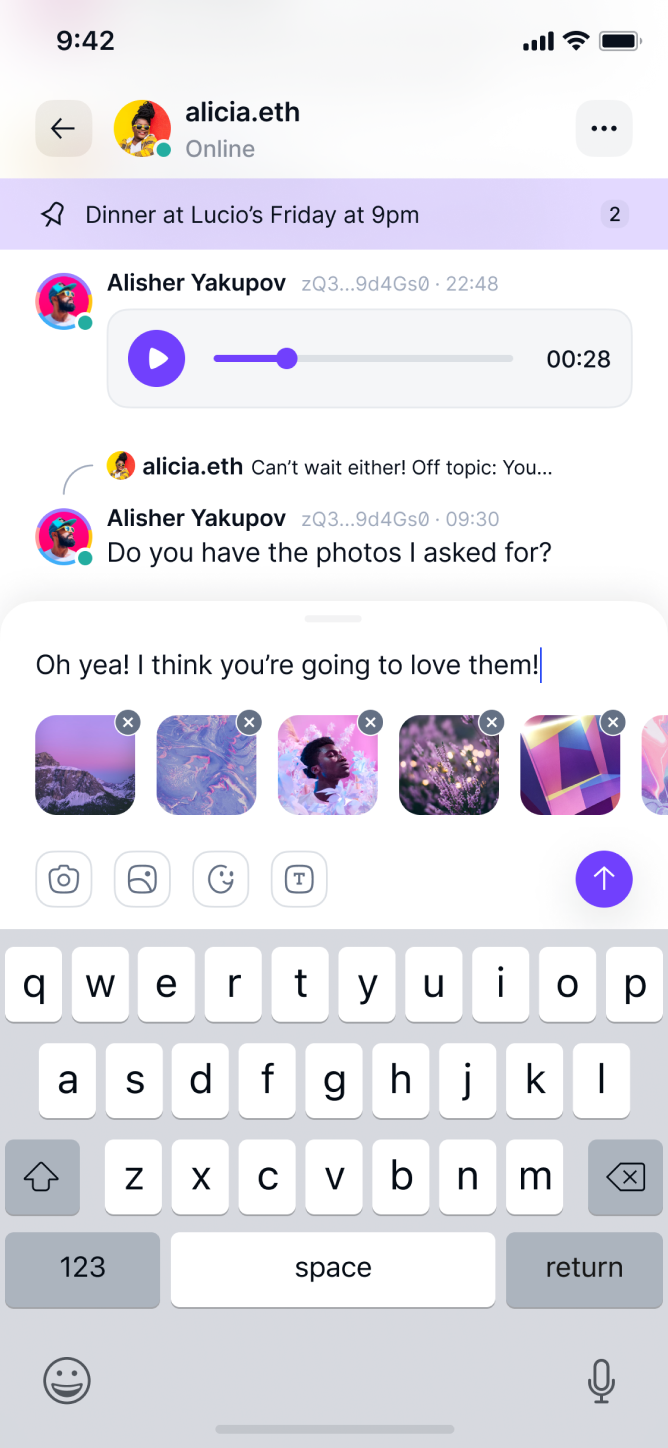 9:42
alicia.eth
Online
Dinner at Lucio’s Friday at 9pm 2
Alisher Yakupov zQ3...9d4Gs0 · 22:48
00:28
alicia.eth Can’t wait either! Off topic: You...
Alisher Yakupov zQ3...9d4Gs0 · 09:30
Do you have the photos I asked for?
Oh yea! I think you’re going to love them!
T
q w e r t y u i o p
a s d f g h j k l
z x c v b n m
123 space return